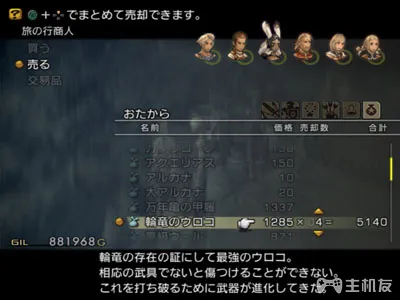 + でまとめて売却できます。
旅の行商人
買う
売る
交易品
おたから
名前 価格 売却数 合計
アクエリアス 150
アルカナ 10
大アルカナ 20
万年亀の甲羅 1337
輪竜のウロコ 1285× 4= 5140
GIL 881968G
輪竜の存在の証にして最強のウロコ。
相応の武具でないと傷つけることができない。
これを打ち破るために武器が進化してきた。
主机友